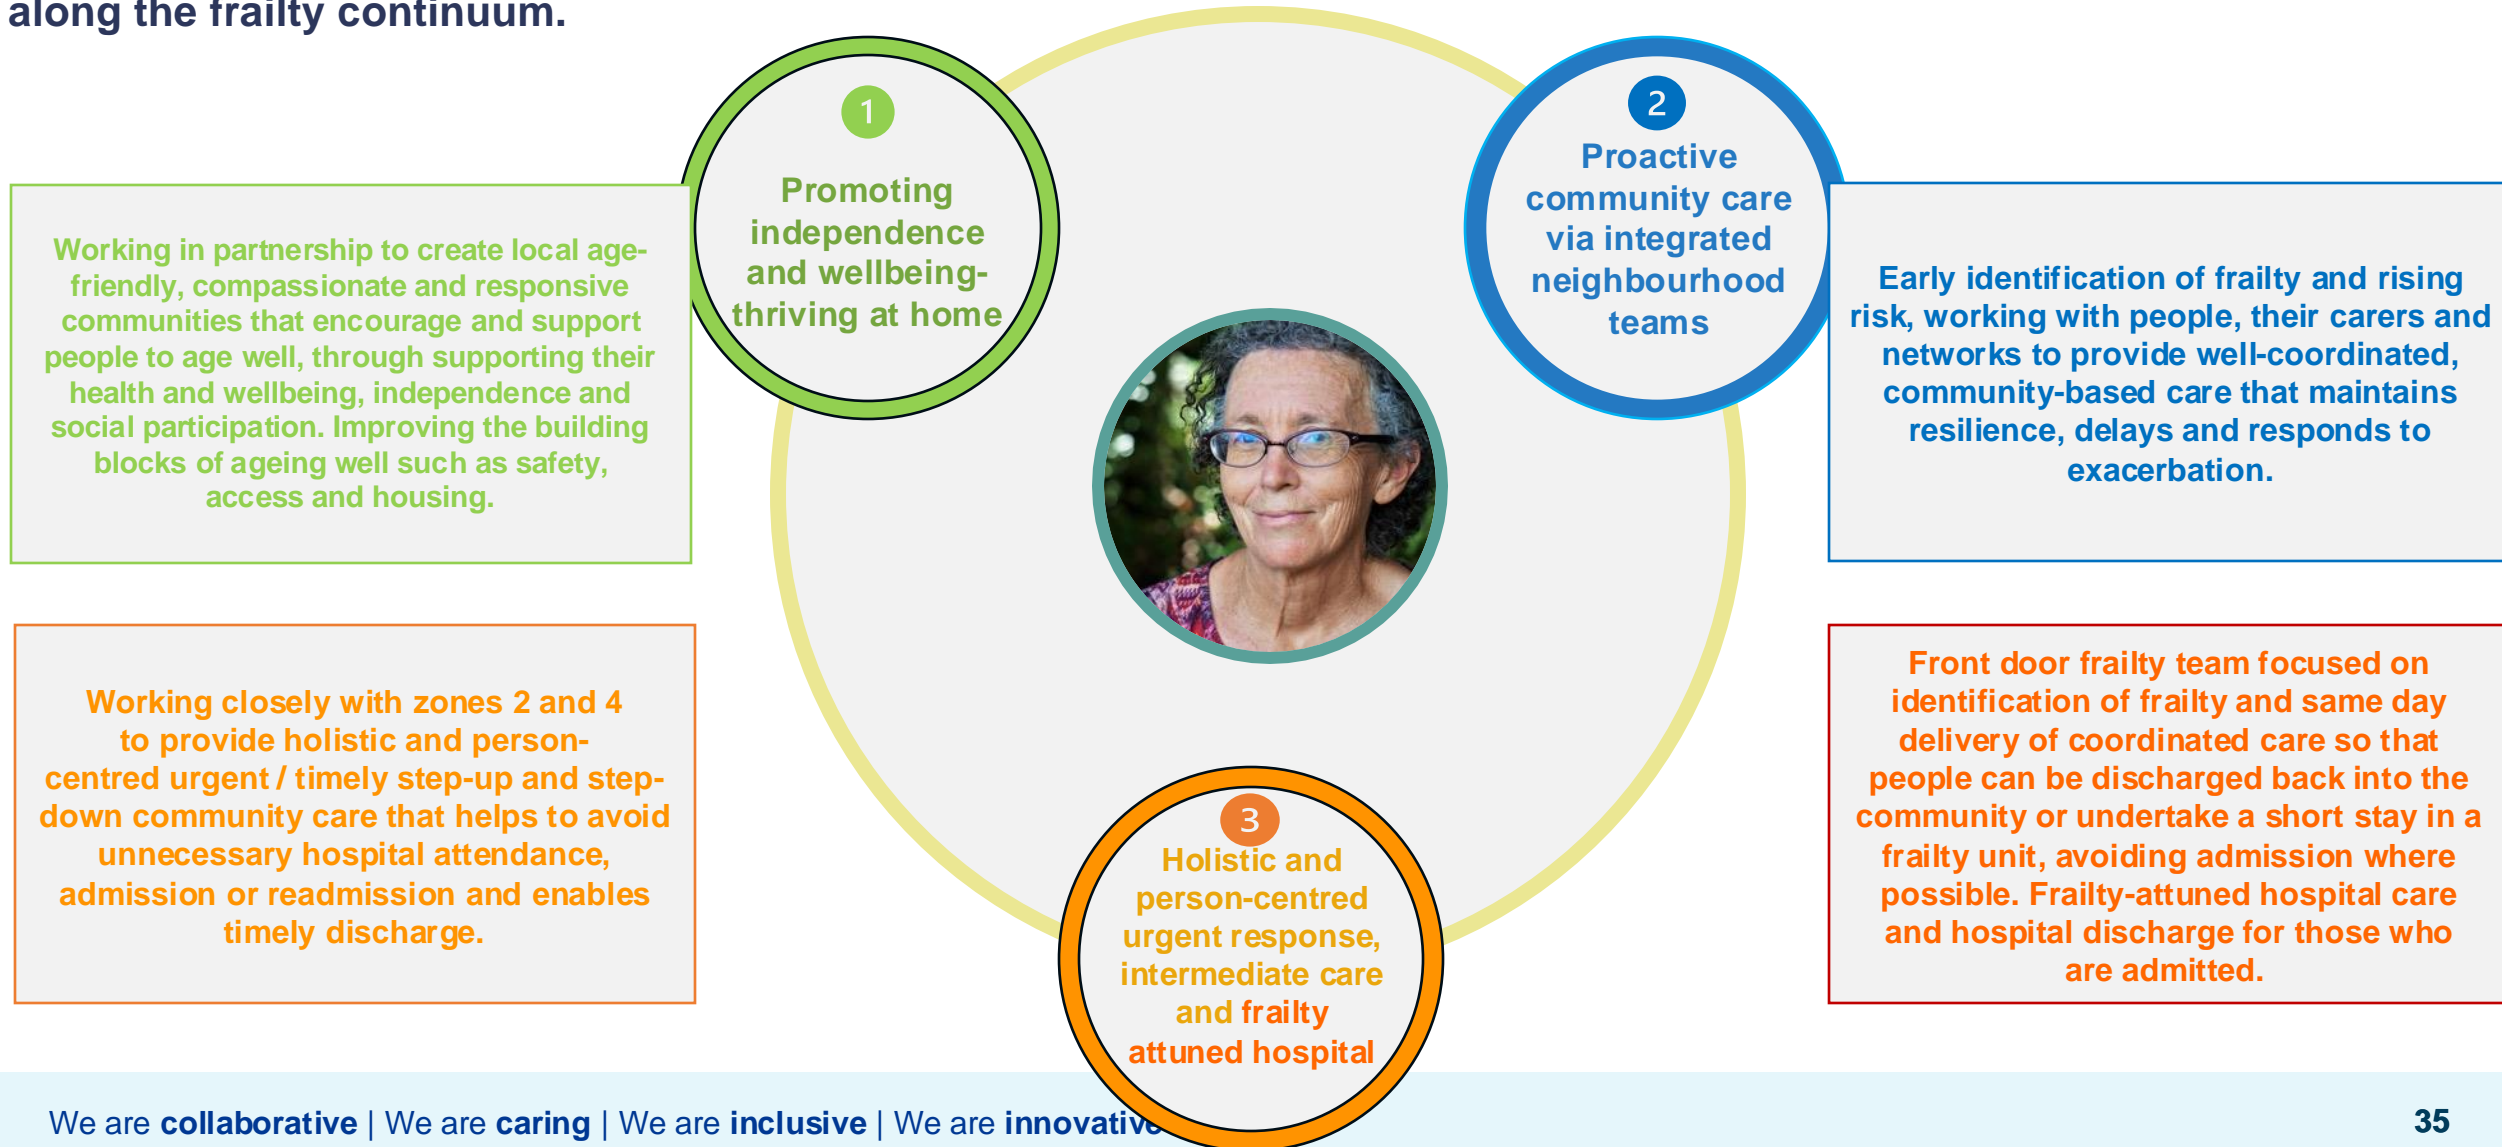 along the frailty continuum.
1
Promoting
independence
and wellbeing-
thriving at home
2
Proactive
community care
via integrated
neighbourhood
teams
Working in partnership to create local age-
friendly, compassionate and responsive
communities that encourage and support
people to age well, through supporting their
health and wellbeing, independence and
social participation. Improving the building
blocks of ageing well such as safety,
access and housing.
Early identification of frailty and rising
risk, working with people, their carers and
networks to provide well-coordinated,
community-based care that maintains
resilience, delays and responds to
exacerbation.
Working closely with zones 2 and 4
to provide holistic and person-
centred urgent / timely step-up and step-
down community care that helps to avoid
unnecessary hospital attendance,
admission or readmission and enables
timely discharge.
3
Holistic and
person-centred
urgent response,
intermediate care
and frailty
attuned hospital
Front door frailty team focused on
identification of frailty and same day
delivery of coordinated care so that
people can be discharged back into the
community or undertake a short stay in a
frailty unit, avoiding admission where
possible. Frailty-attuned hospital care
and hospital discharge for those who
are admitted.
We are collaborative | We are caring | We are inclusive | We are innovative
35